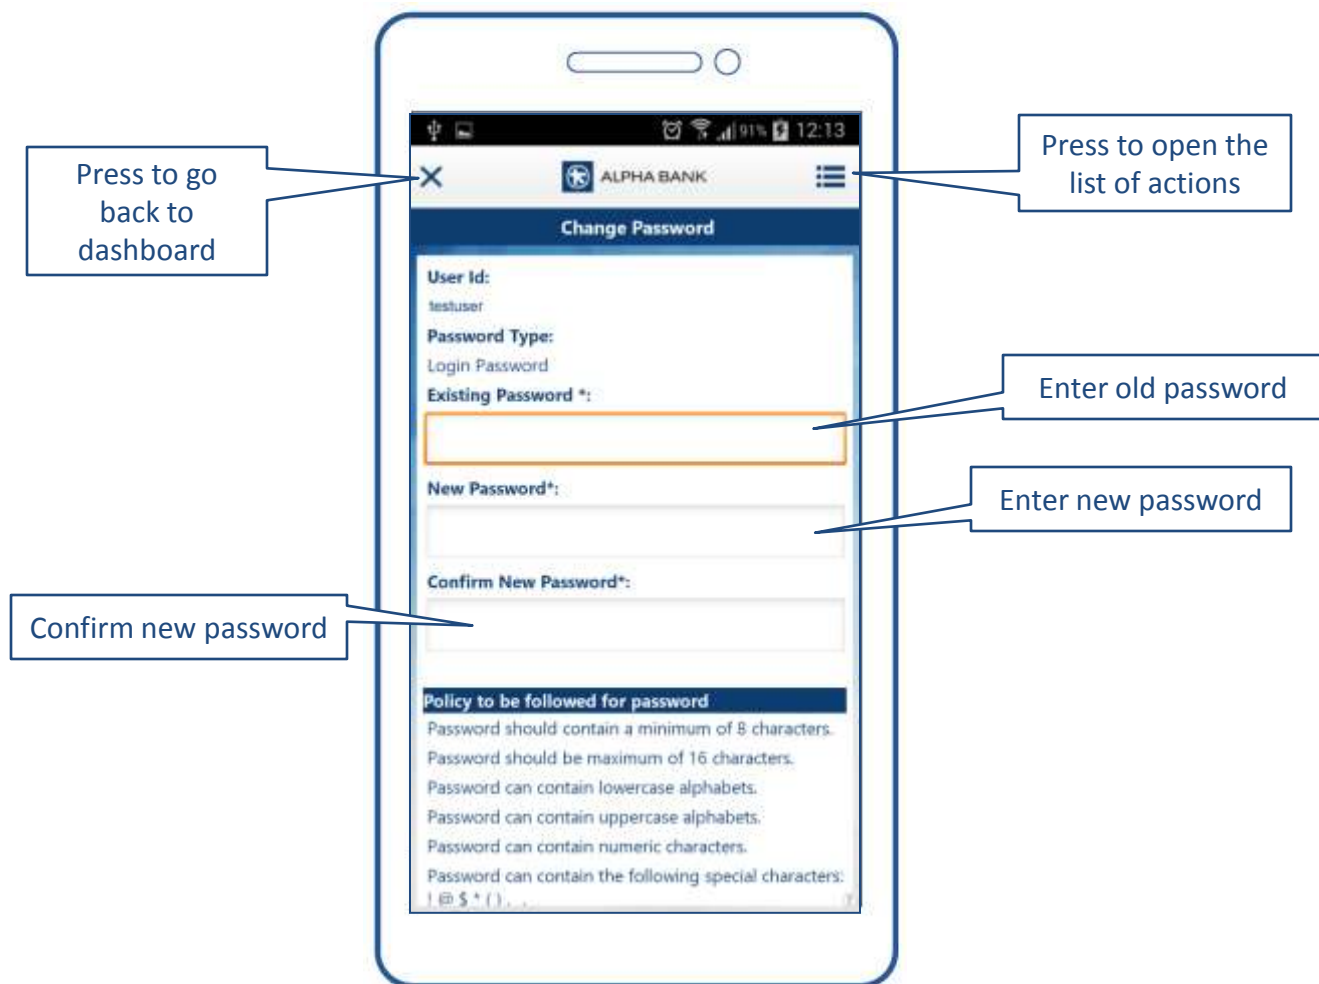 91% 12:13
Press to go
back to
dashboard
ALPHA BANK
Press to open the
list of actions
Change Password
User Id:
testuser
Password Type:
Login Password
Existing Password *:
Enter old password
New Password*:
Enter new password
Confirm New Password*:
Confirm new password
Policy to be followed for password
Password should contain a minimum of 8 characters.
Password should be maximum of 16 characters.
Password can contain lowercase alphabets.
Password can contain uppercase alphabets.
Password can contain numeric characters.
Password can contain the following special characters:
! @ $ * ( )